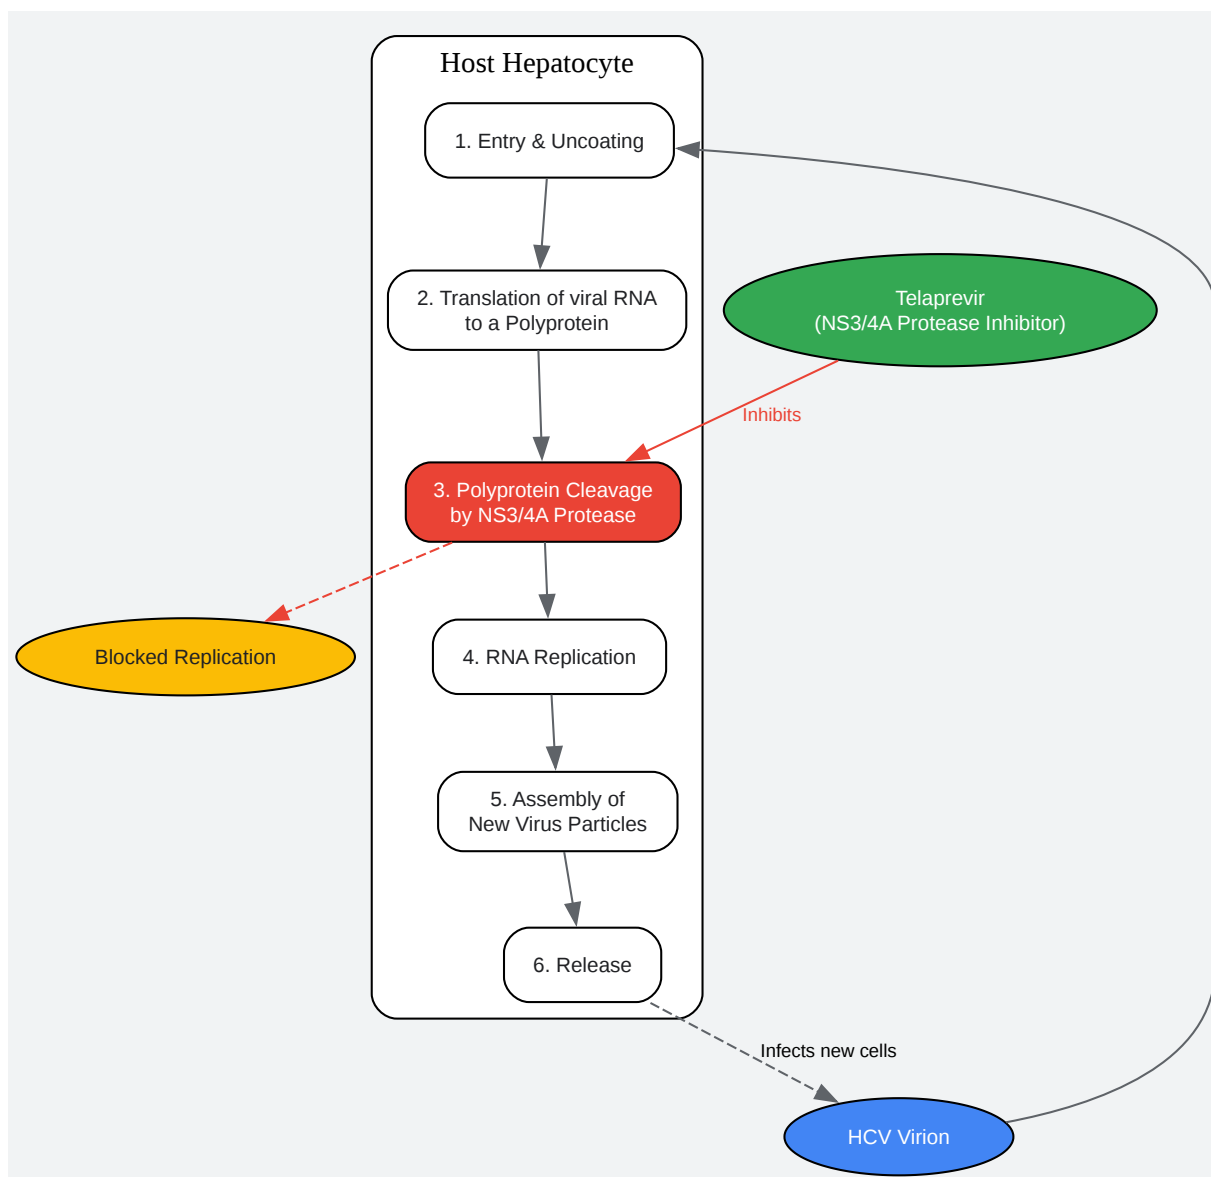 Host Hepatocyte
1. Entry & Uncoating
2. Translation of viral RNA
to a Polyprotein
Telaprevir
(NS3/4A Protease Inhibitor)
Inhibits
3. Polyprotein Cleavage
by NS3/4A Protease
Blocked Replication
4. RNA Replication
5. Assembly of
New Virus Particles
6. Release
Infects new cells
HCV Virion